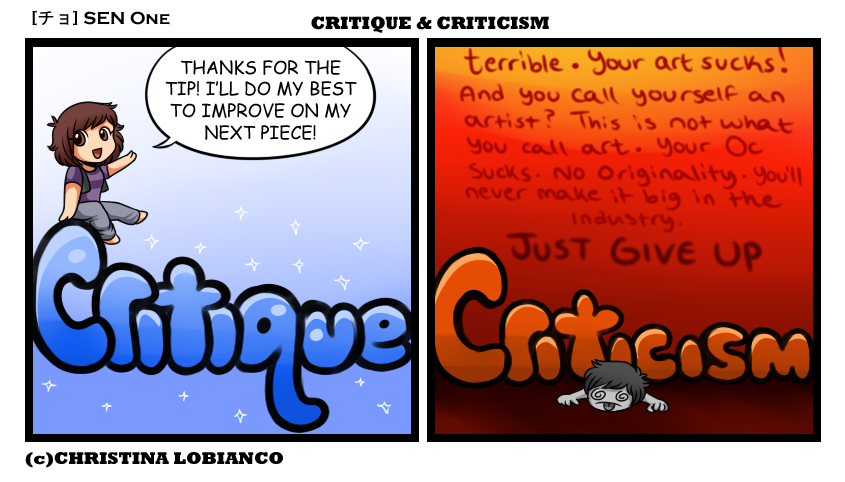 [チョ] SEN ONE
CRITIQUE & CRITICISM
THANKS FOR THE
TIP! I'LL DO MY BEST
TO IMPROVE ON MY
NEXT PIECE!
Critique
terrible. Your art sucks!
And you call yourself an
artist? This is not what
you call art. Your Oc
Sucks. No Originality. You'll
never make it big in the
Industry.
JUST GIVE UP
Criticism
(c)CHRISTINA LOBIANCO